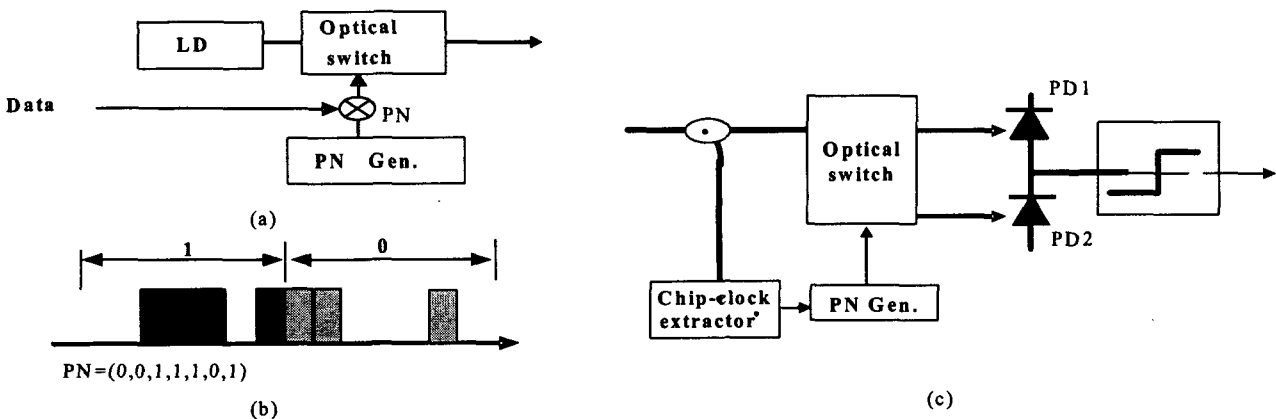 LD
Optical
switch
Data
PN
PN Gen.
(a)
1
0
PN=(0,0,1,1,1,0,1)
(b)
Optical
switch
PD1
PD2
Chip-clock
extractor
PN Gen.
(c)